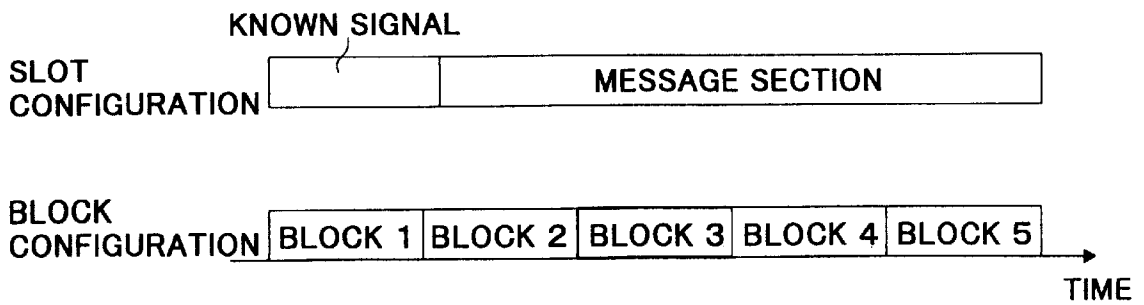 KNOWN SIGNAL
SLOT
CONFIGURATION
MESSAGE SECTION
BLOCK
CONFIGURATION
BLOCK 1 BLOCK 2 BLOCK 3 BLOCK 4 BLOCK 5
TIME